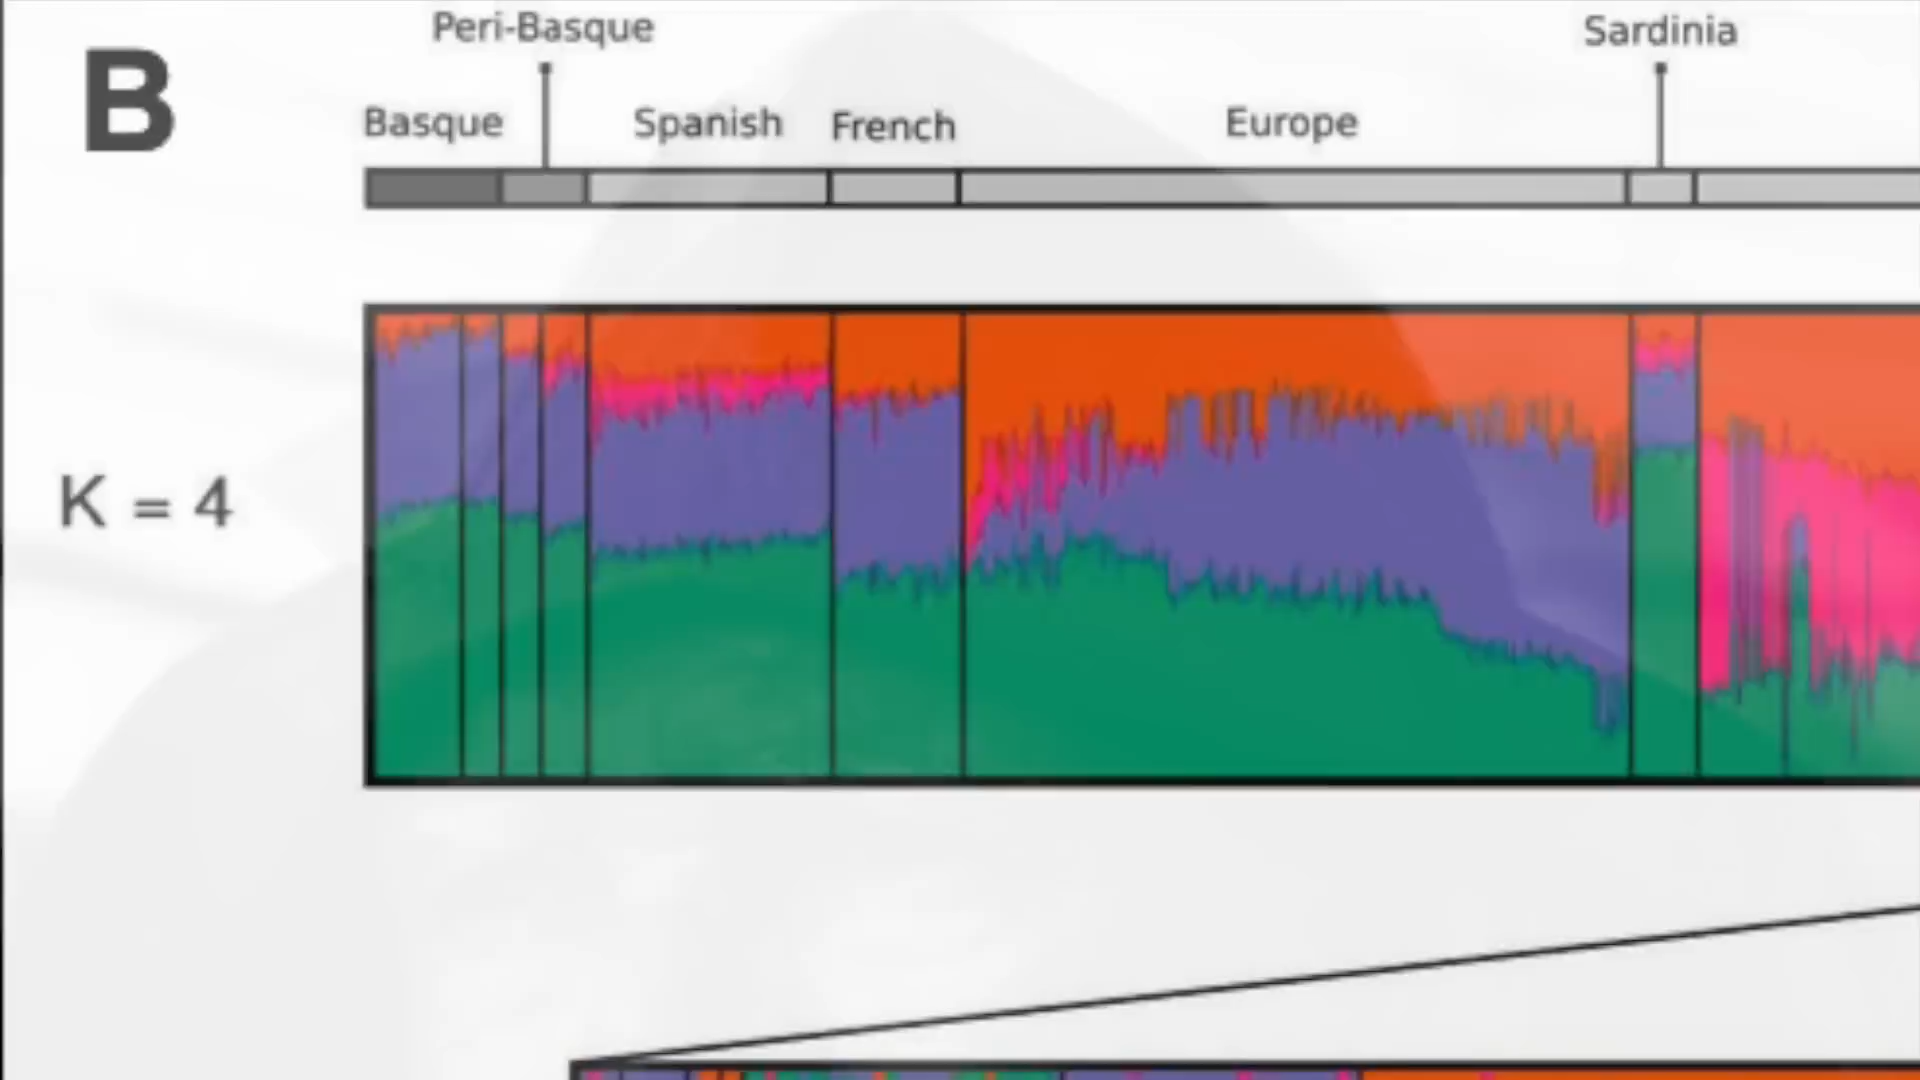 B
Peri-Basque
Sardinia
Basque
Spanish
French
Europe
K = 4